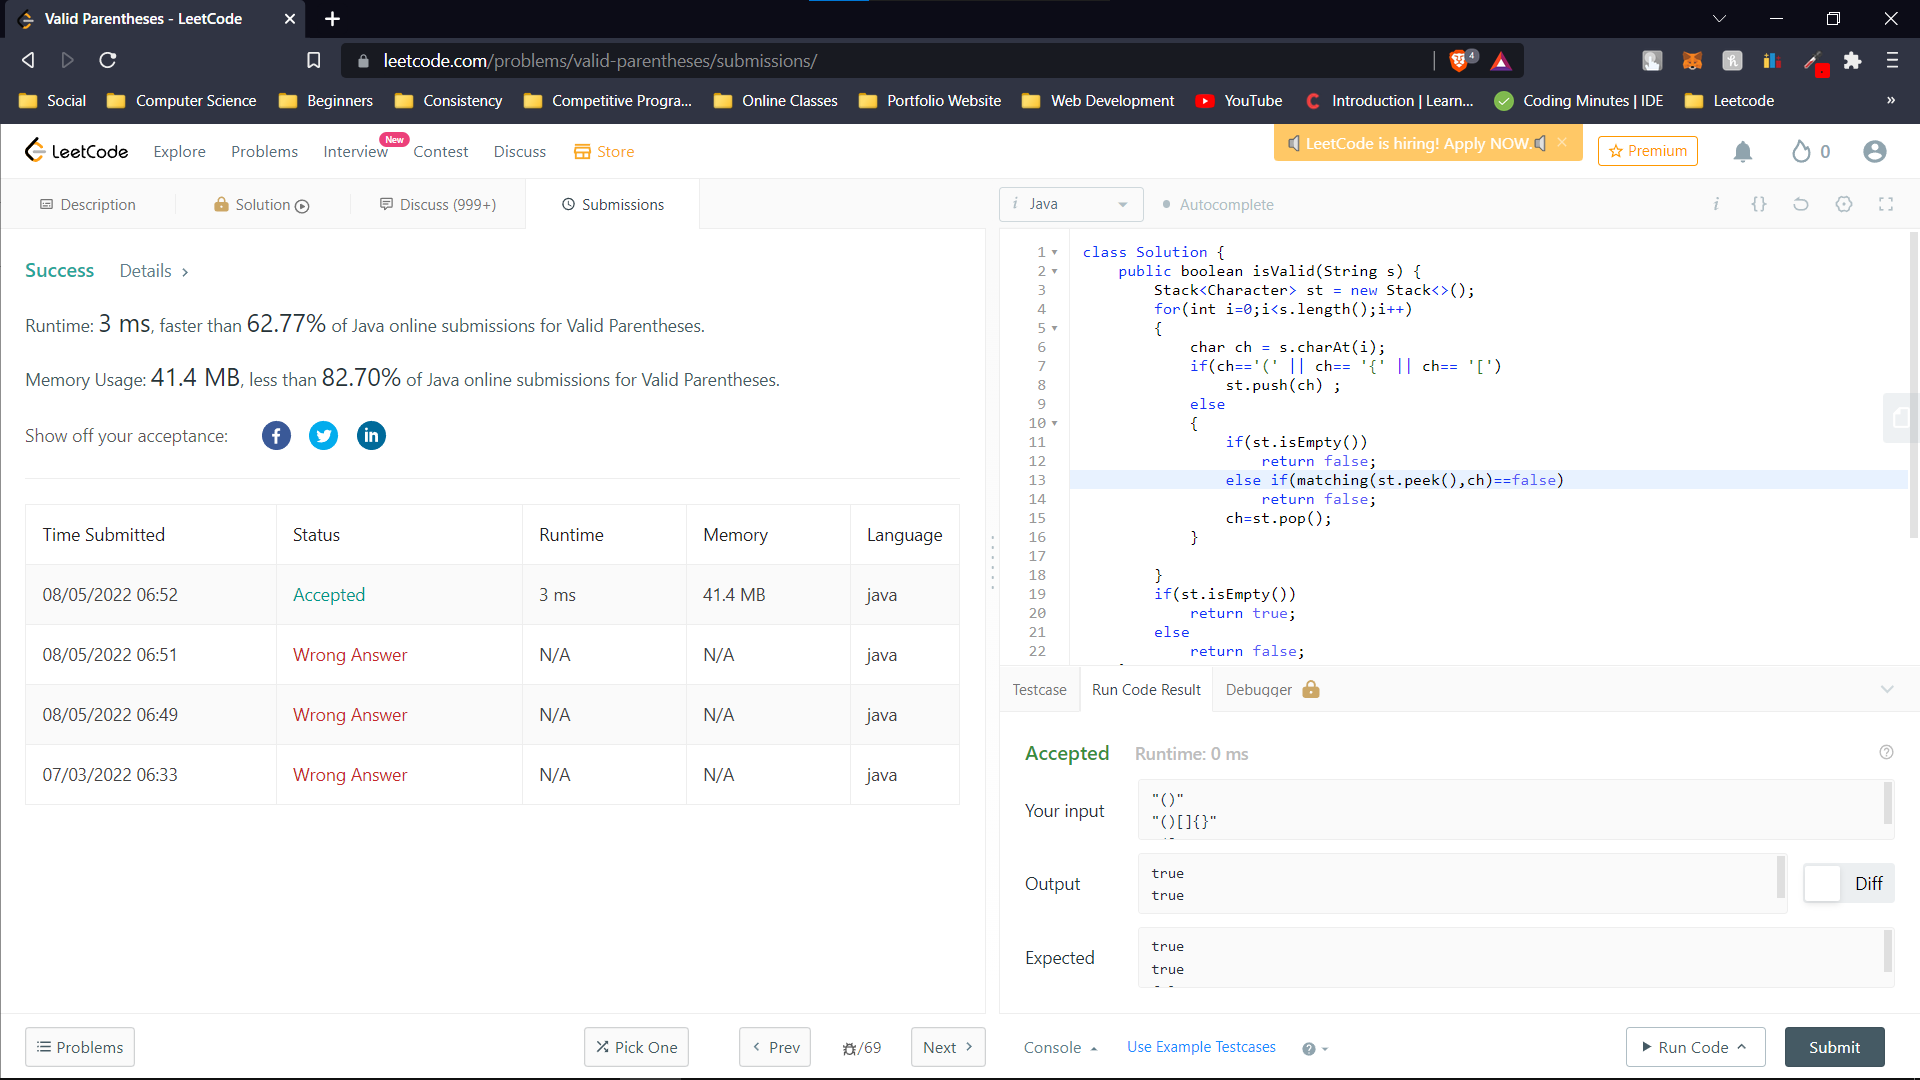 Valid Parentheses - LeetCode
leetcode.com/problems/valid-parentheses/submissions/
4
Social Computer Science Beginners Consistency Competitive Progra... Online Classes Portfolio Website Web Development YouTube Introduction | Learn... Coding Minutes | IDE Leetcode »
LeetCode Explore Problems Interview New Contest Discuss Store LeetCode is hiring! Apply NOW. Premium 0
Description Solution Discuss (999+) Submissions
Success Details
Runtime: 3 ms, faster than 62.77% of Java online submissions for Valid Parentheses.
Memory Usage: 41.4 MB, less than 82.70% of Java online submissions for Valid Parentheses.
Show off your acceptance:
Time Submitted Status Runtime Memory Language
08/05/2022 06:52 Accepted 3 ms 41.4 MB java
08/05/2022 06:51 Wrong Answer N/A N/A java
08/05/2022 06:49 Wrong Answer N/A N/A java
07/03/2022 06:33 Wrong Answer N/A N/A java
i Java Autocomplete i {}
1 class Solution {
2 public boolean isValid(String s) {
3 Stack<Character> st = new Stack<>();
4 for(int i=0;i<s.length();i++)
5 {
6 char ch = s.charAt(i);
7 if(ch=='(' || ch== '{' || ch== '[')
8 st.push(ch) ;
9 else
10 {
11 if(st.isEmpty())
12 return false;
13 else if(matching(st.peek(),ch)==false)
14 return false;
15 ch=st.pop();
16 }
17
18 }
19 if(st.isEmpty())
20 return true;
21 else
22 return false;
Testcase Run Code Result Debugger
Accepted Runtime: 0 ms
Your input
"()"
"()[]{}"
Output
true
true
Diff
Expected
true
true
Problems Pick One Prev /69 Next Console Use Example Testcases Run Code Submit